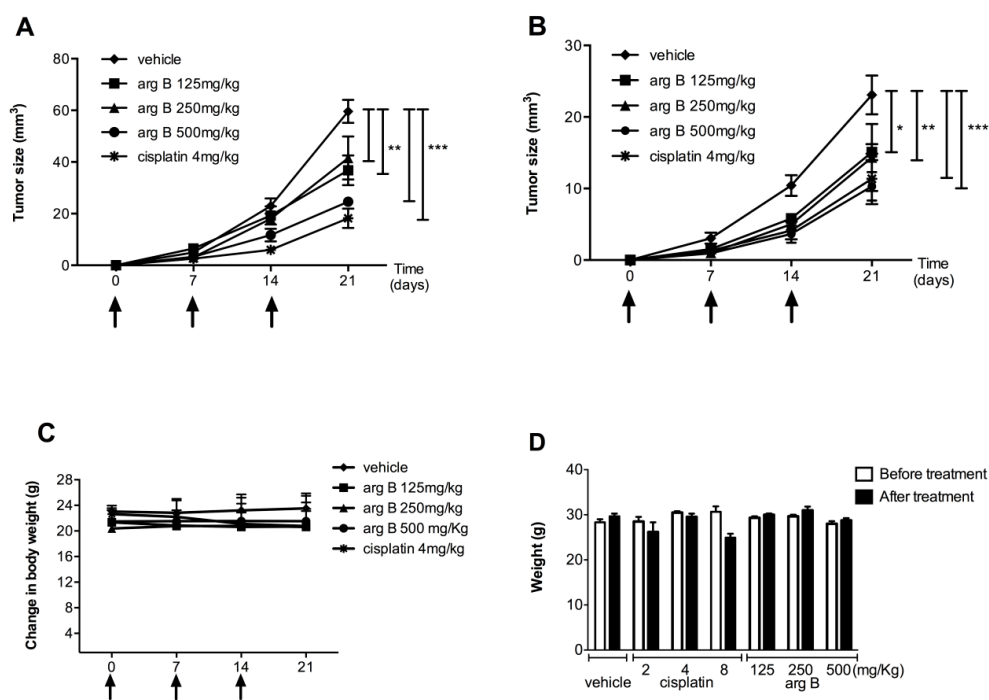 A
80
60
40
20
0
Tumor size (mm³)
vehicle
arg B 125mg/kg
arg B 250mg/kg
arg B 500mg/kg
cisplatin 4mg/kg
** ***
0 7 14 21
Time
(days)
B
30
20
10
0
Tumor size (mm³)
vehicle
arg B 125mg/kg
arg B 250mg/kg
arg B 500mg/kg
cisplatin 4mg/kg
* ** ***
0 7 14 21
Time
(days)
C
28
24
20
16
12
8
4
Change in body weight (g)
vehicle
arg B 125mg/kg
arg B 250mg/kg
arg B 500 mg/Kg
cisplatin 4mg/kg
0 7 14 21
D
40
30
20
10
0
Weight (g)
Before treatment
After treatment
2 4 8 125 250 500 (mg/Kg)
vehicle cisplatin arg B